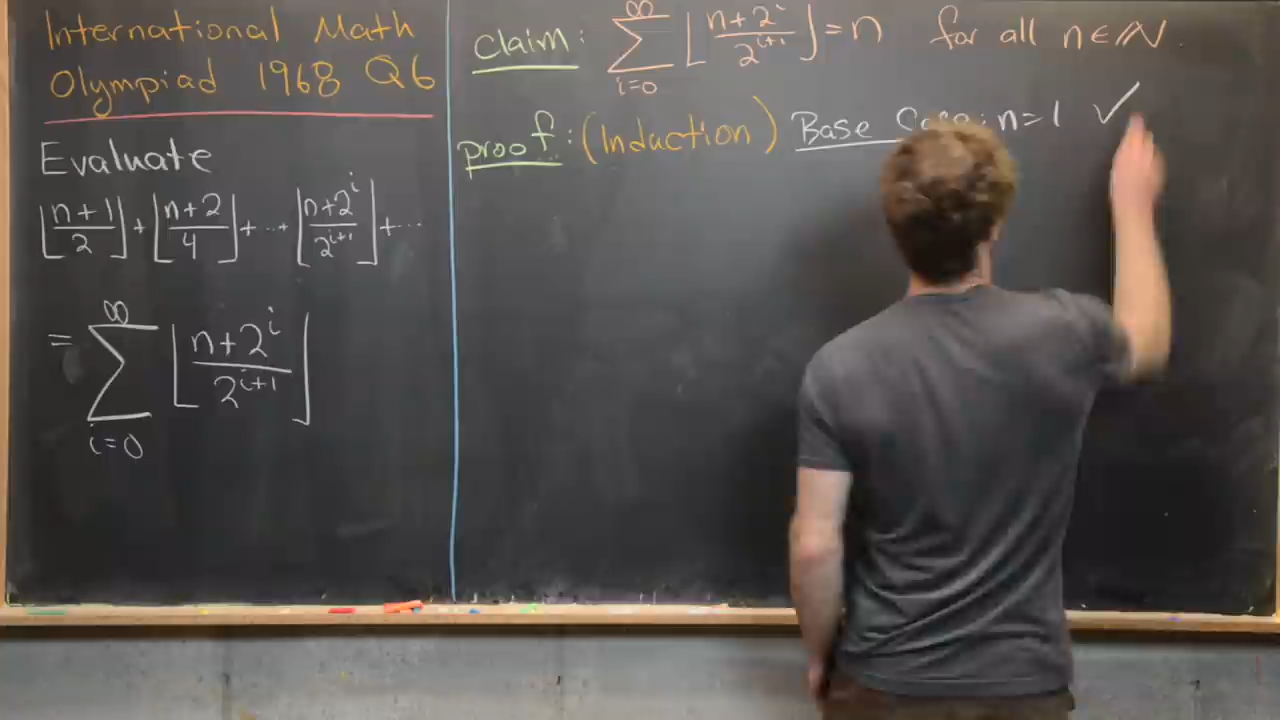 International Math
Olympiad 1968 Q6
Evaluate
⌊(n+1)/2⌋ + ⌊(n+2)/4⌋ + ... + ⌊(n+2^i)/2^{i+1}⌋ + ...
= ∑_{i=0}^{∞} ⌊(n+2^i)/2^{i+1}⌋
Claim: ∑_{i=0}^{∞} ⌊(n+2^i)/2^{i+1}⌋ = n for all n∈ℕ
proof: (Induction) Base Case: n=1 ✓